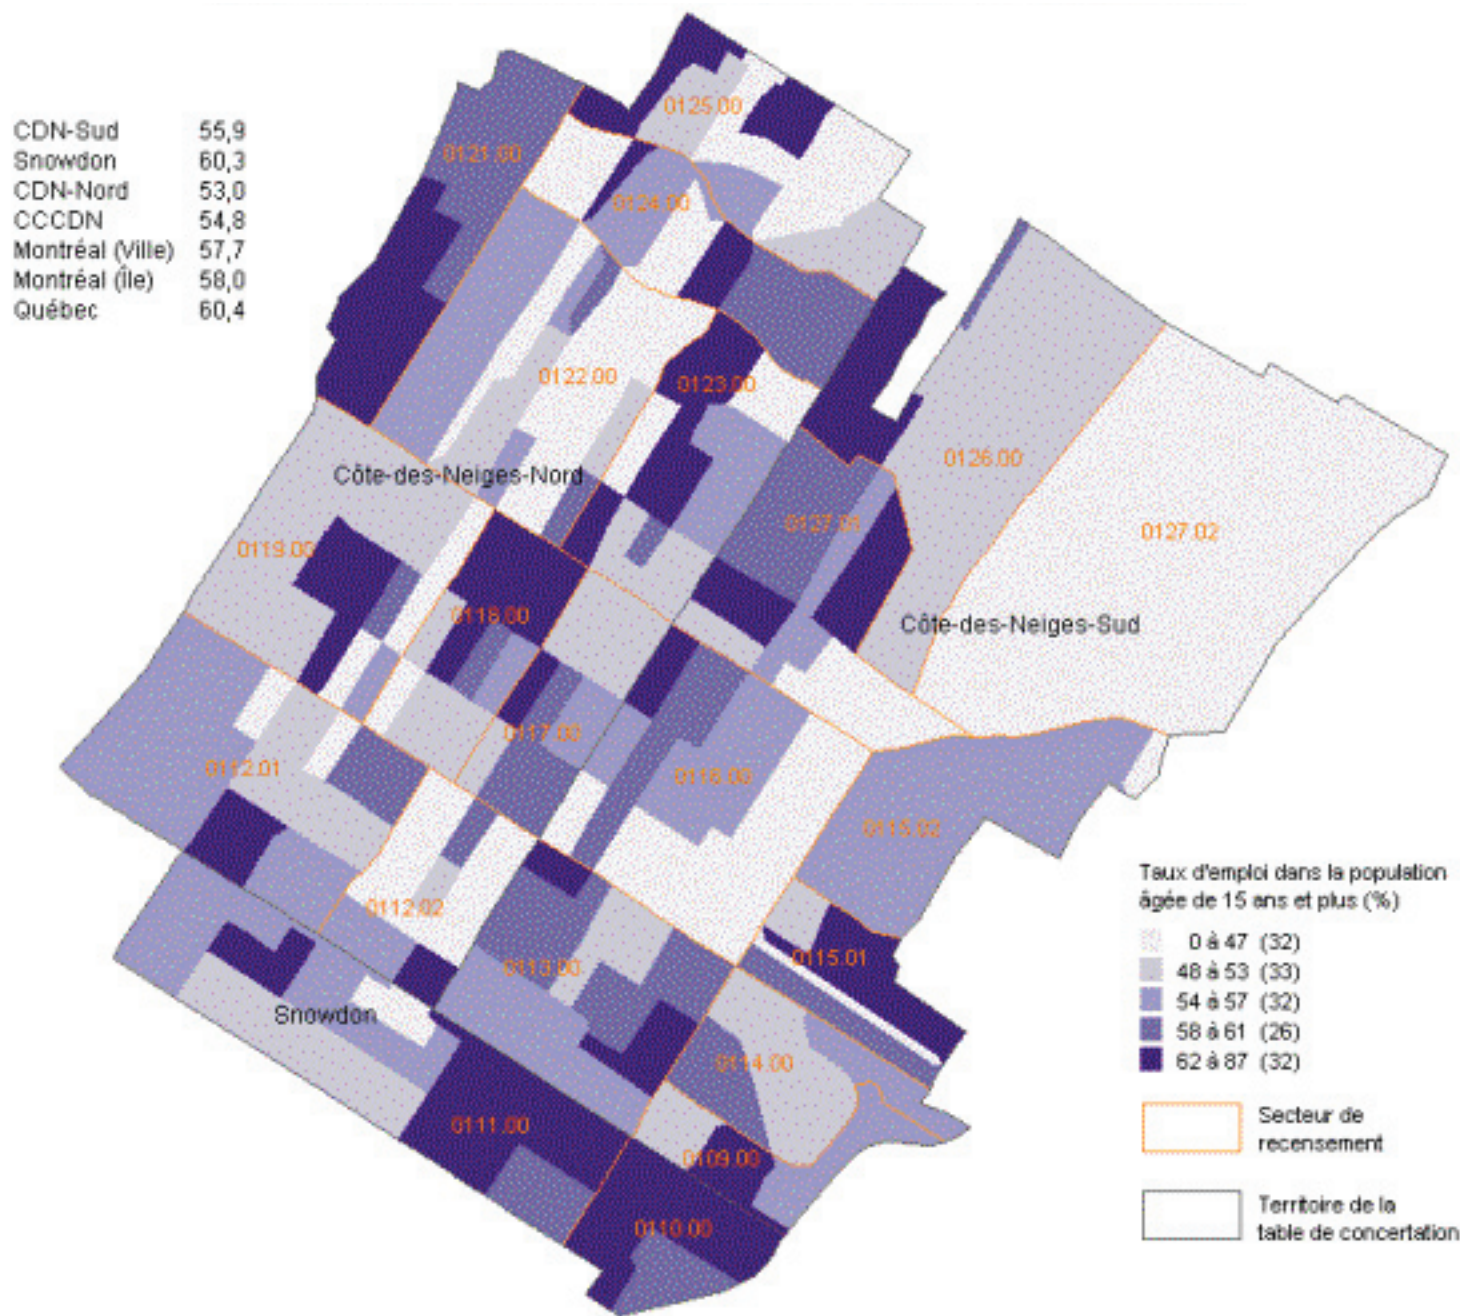 CDN-Sud 55,9
Snowdon 60,3
CDN-Nord 53,0
CCCDN 54,8
Montréal (Ville) 57,7
Montréal (Île) 58,0
Québec 60,4
0125.00
0121.00
0124.00
0122.00
0123.00
Côte-des-Neiges-Nord
0126.00
0127.01
0127.02
0119.00
0118.00
Côte-des-Neiges-Sud
0117.00
0112.01
0116.00
0115.02
0112.02
0113.00
0115.01
Snowdon
0114.00
0111.00
0109.00
0110.00
Taux d'emploi dans la population
âgée de 15 ans et plus (%)
0 à 47 (32)
48 à 53 (33)
54 à 57 (32)
58 à 61 (26)
62 à 87 (32)
Secteur de
recensement
Territoire de la
table de concertation